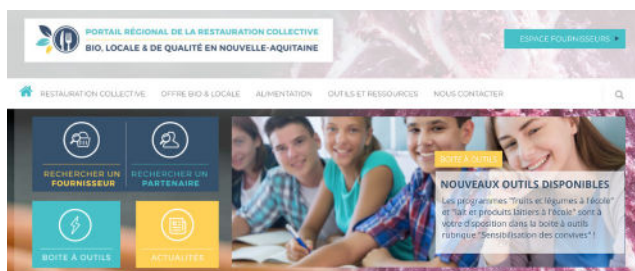 PORTAIL RÉGIONAL DE LA RESTAURATION COLLECTIVE
BIO, LOCALE & DE QUALITÉ EN NOUVELLE-AQUITAINE
ESPACE FOURNISSEURS
RESTAURATION COLLECTIVE OFFRE BIO & LOCALE ALIMENTATION OUTILS ET RESSOURCES NOUS CONTACTER
RECHERCHER UN
FOURNISSEUR
RECHERCHER UN
PARTENAIRE
BOITE À OUTILS
ACTUALITÉS
BOITE À OUTILS
NOUVEAUX OUTILS DISPONIBLES
Les programmes "fruits et légumes à l'école"
et "lait et produits laitiers à l'école" sont à
votre disposition dans la boite à outils
rubrique "Sensibilisation des convives" !